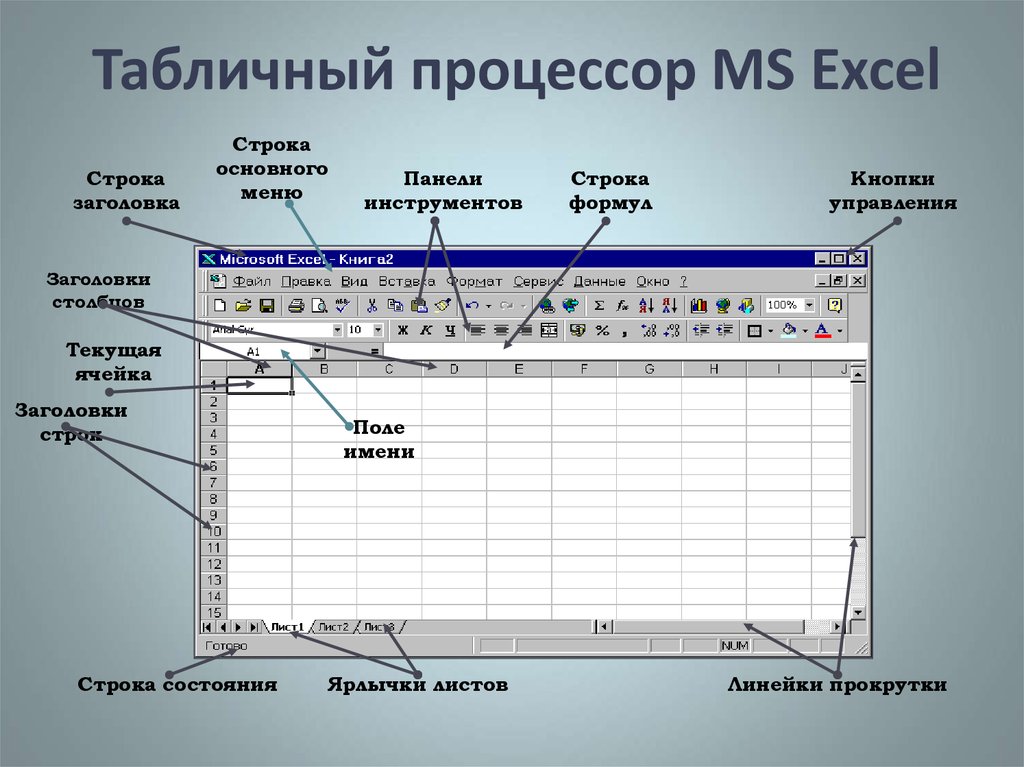 Табличный процессор MS Excel
Строка
основного
меню
Строка
заголовка
Панели
инструментов
Строка
формул
Кнопки
управления
Заголовки
столбцов
Текущая
ячейка
Заголовки
строк
Поле
имени
Microsoft Excel - Книга2
Файл Правка Вид Вставка Формат Сервис Данные Окно ?
100%
Arial Cyr 10 Ж К Ч %
A1 =
A B C D E F G H I J
1
2
3
4
5
6
7
8
9
10
11
12
13
14
15
Лист1 Лист2 Лист3
Готово NUM
Строка состояния
Ярлычки листов
Линейки прокрутки